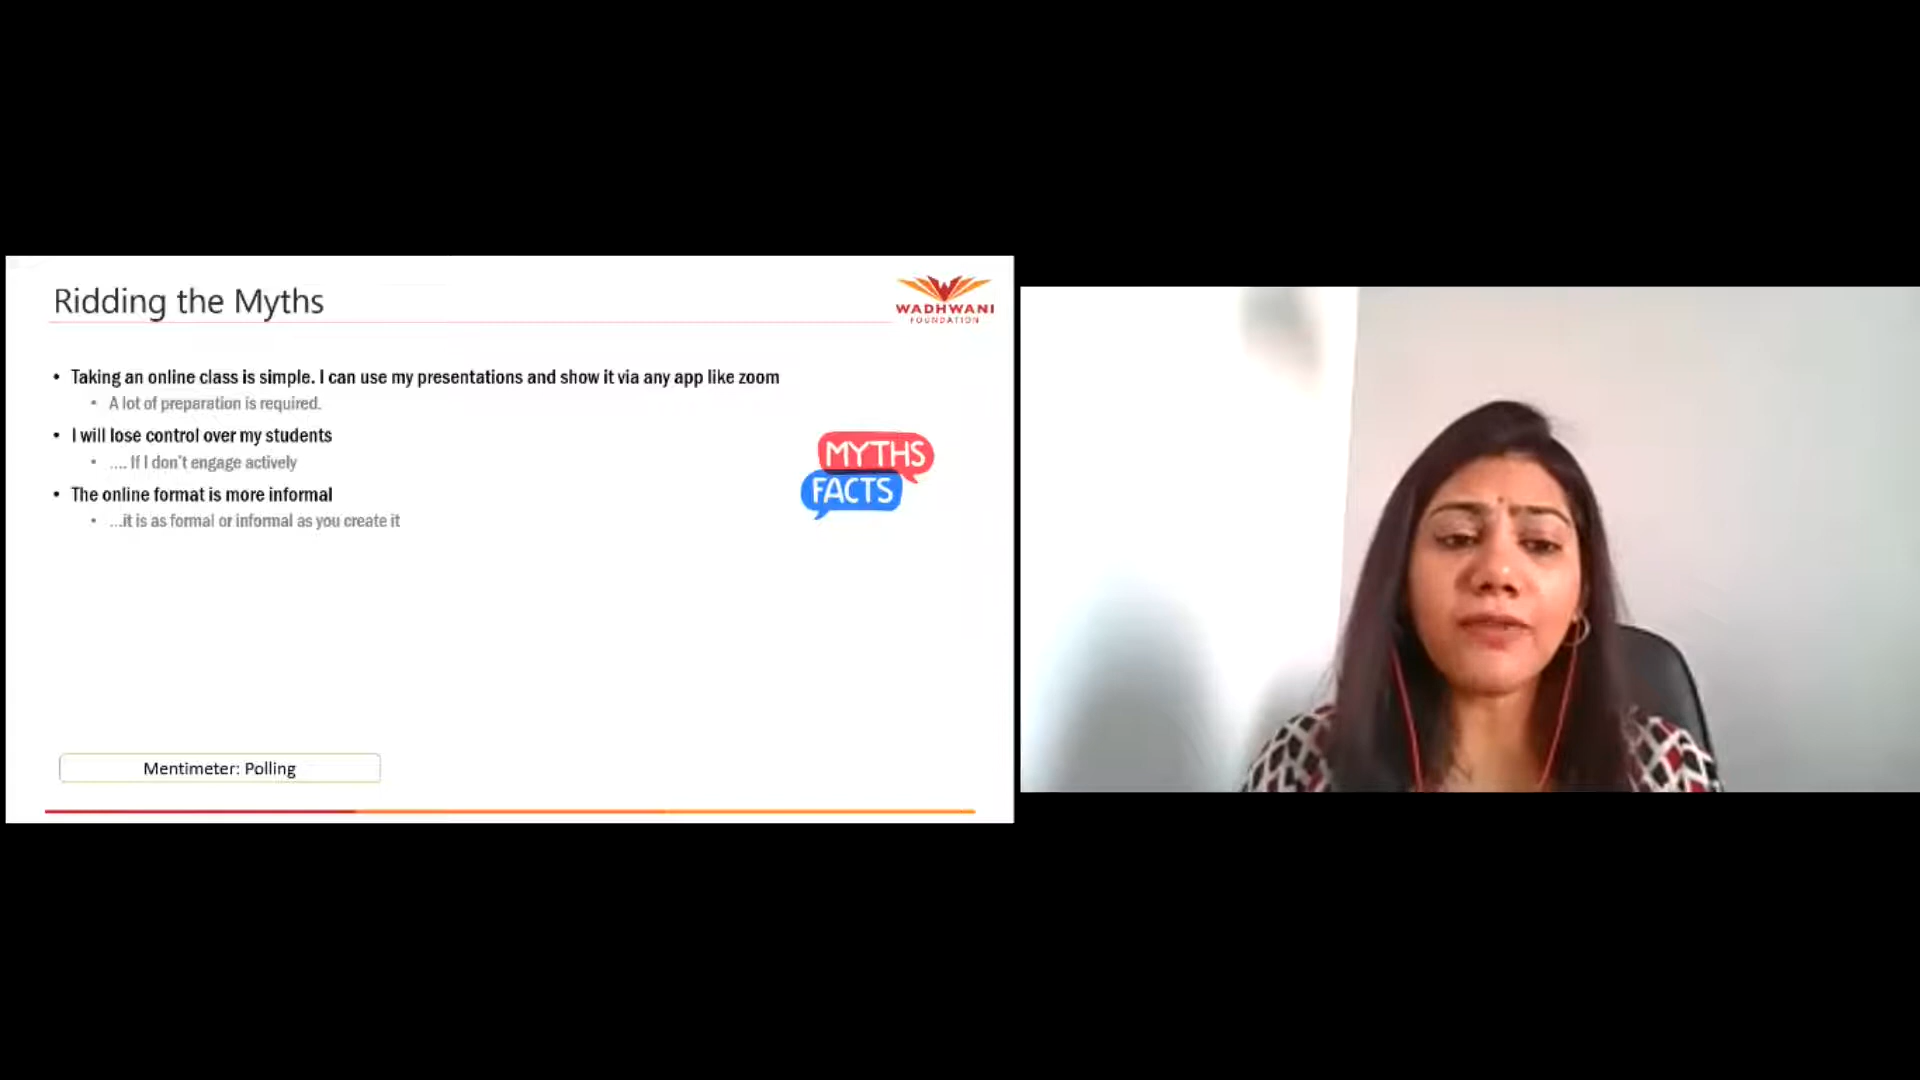 Ridding the Myths
WADHWANI
FOUNDATION
• Taking an online class is simple. I can use my presentations and show it via any app like zoom
• A lot of preparation is required.
• I will lose control over my students
• .... If I don't engage actively
• The online format is more informal
• ...it is as formal or informal as you create it
MYTHS
FACTS
Mentimeter: Polling